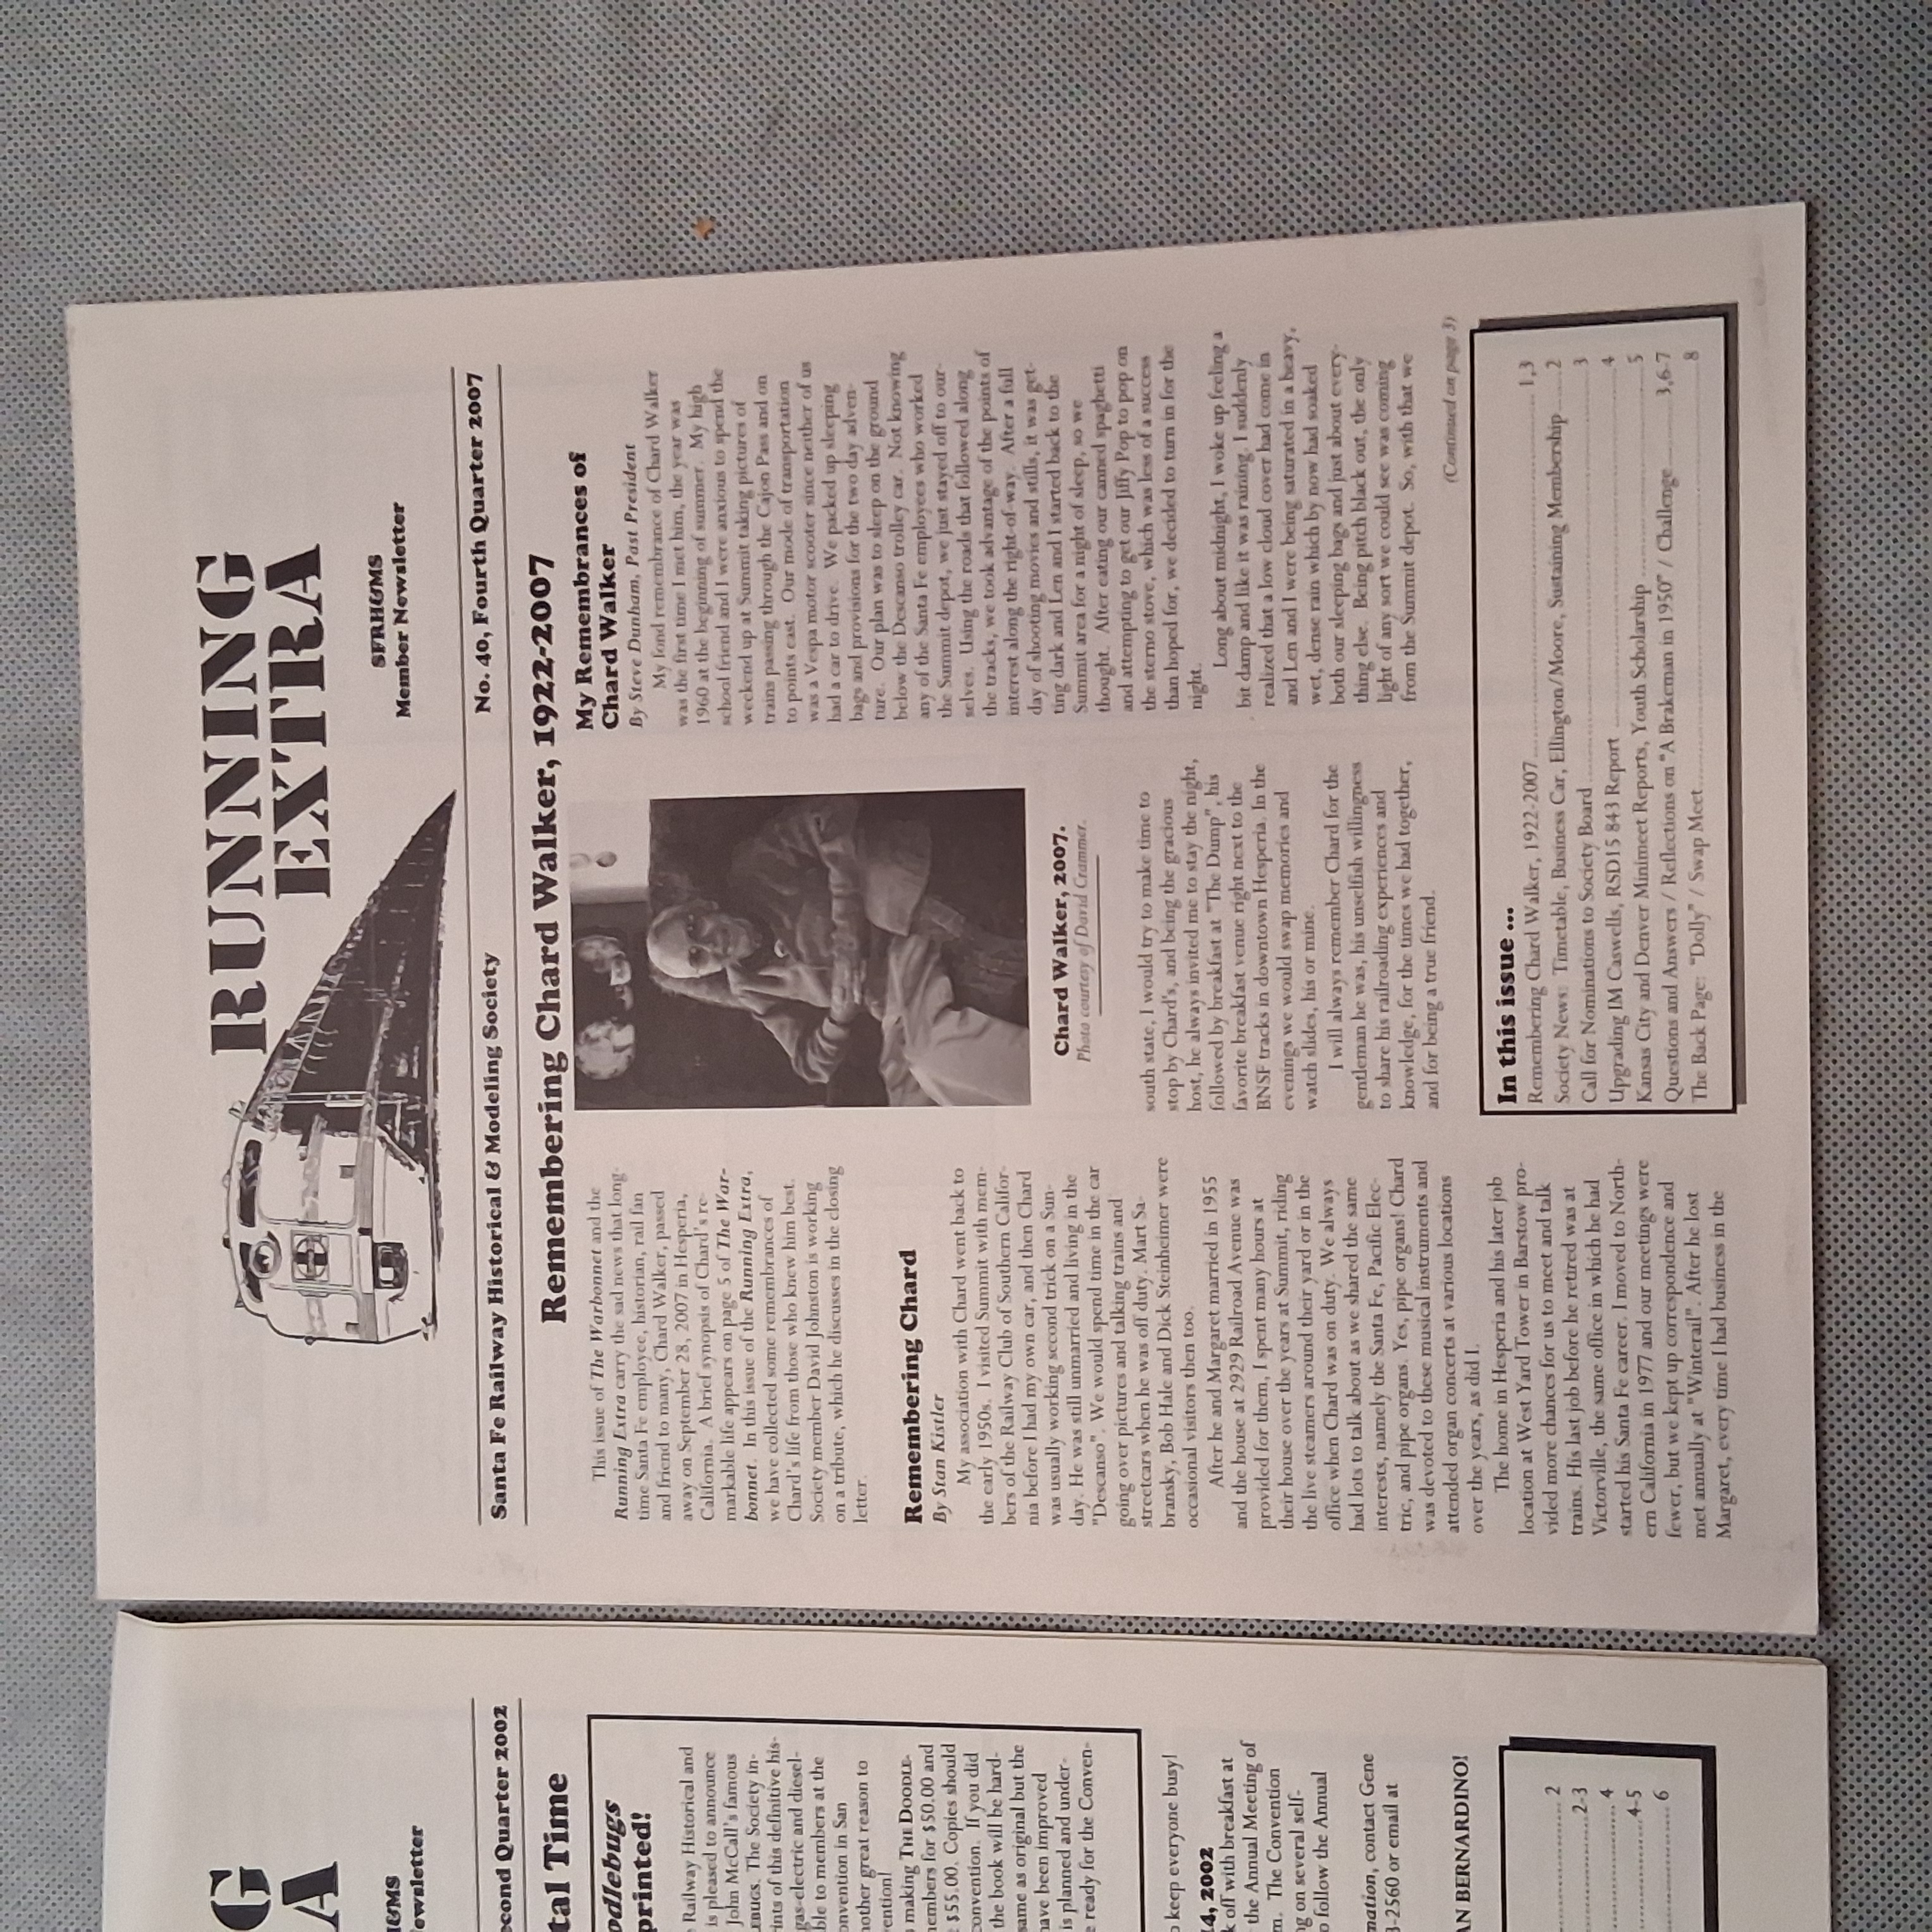 RUNNING
EXTRA
SFRH&MS
Member Newsletter
Santa Fe Railway Historical & Modeling Society
No. 40, Fourth Quarter 2007
Remembering Chard Walker, 1922-2007
This issue of The Warbonnet and the
Running Extra carry the sad news that long-
time Santa Fe employee, historian, rail fan
and friend to many, Chard Walker, passed
away on September 28, 2007 in Hesperia,
California. A brief synopsis of Chard's re-
markable life appears on page 5 of The War-
bonnet. In this issue of the Running Extra,
we have collected some remembrances of
Chard's life from those who knew him best.
Society member David Johnston is working
on a tribute, which he discusses in the closing
letter.
Remembering Chard
By Stan Kistler
My association with Chard went back to
the early 1950s. I visited Summit with mem-
bers of the Railway Club of Southern Califor-
nia before I had my own car, and then Chard
was usually working second trick on a Sun-
day. He was still unmarried and living in the
"Descanso". We would spend time in the car
going over pictures and talking trains and
streetcars when he was off duty. Mart Sa-
bransky, Bob Hale and Dick Steinheimer were
occasional visitors then too.
After he and Margaret married in 1955
and the house at 2929 Railroad Avenue was
provided for them, I spent many hours at
their house over the years at Summit, riding
the live steamers around their yard or in the
office when Chard was on duty. We always
had lots to talk about as we shared the same
interests, namely the Santa Fe, Pacific Elec-
tric, and pipe organs. Yes, pipe organs! Chard
was devoted to these musical instruments and
attended organ concerts at various locations
over the years, as did I.
The home in Hesperia and his later job
location at West Yard Tower in Barstow pro-
vided more chances for us to meet and talk
trains. His last job before he retired was at
Victorville, the same office in which he had
started his Santa Fe career. I moved to North-
ern California in 1977 and our meetings were
fewer, but we kept up correspondence and
met annually at "Winterail". After he lost
Margaret, every time I had business in the
Chard Walker, 2007.
Photo courtesy of David Crammer.
south state, I would try to make time to
stop by Chard's, and being the gracious
host, he always invited me to stay the night,
followed by breakfast at "The Dump", his
favorite breakfast venue right next to the
BNSF tracks in downtown Hesperia. In the
evenings we would swap memories and
watch slides, his or mine.
I will always remember Chard for the
gentleman he was, his unselfish willingness
to share his railroading experiences and
knowledge, for the times we had together,
and for being a true friend.
My Remembrances of
Chard Walker
By Steve Dunham, Past President
My fond remembrance of Chard Walker
was the first time I met him, the year was
1960 at the beginning of summer. My high
school friend and I were anxious to spend the
weekend up at Summit taking pictures of
trains passing through the Cajon Pass and on
to points east. Our mode of transportation
was a Vespa motor scooter since neither of us
had a car to drive. We packed up sleeping
bags and provisions for the two day adven-
ture. Our plan was to sleep on the ground
below the Descanso trolley car. Not knowing
any of the Santa Fe employees who worked
the Summit depot, we just stayed off to our-
selves. Using the roads that followed along
the tracks, we took advantage of the points of
interest along the right-of-way. After a full
day of shooting movies and stills, it was get-
ting dark and Len and I started back to the
Summit area for a night of sleep, so we
thought. After eating our canned spaghetti
and attempting to get our Jiffy Pop to pop on
the sterno stove, which was less of a success
than hoped for, we decided to turn in for the
night.
Long about midnight, I woke up feeling a
bit damp and like it was raining. I suddenly
realized that a low cloud cover had come in
and Len and I were being saturated in a heavy,
wet, dense rain which by now had soaked
both our sleeping bags and just about every-
thing else. Being pitch black out, the only
light of any sort we could see was coming
from the Summit depot. So, with that we
(Continued on page 3)
In this issue ...
Remembering Chard Walker, 1922-2007 1,3
Society News: Timetable, Business Car, Ellington/Moore, Sustaining Membership 2
Call for Nominations to Society Board 3
Upgrading IM Caswells, RSD15 843 Report 4
Kansas City and Denver Minimeet Reports, Youth Scholarship 5
Questions and Answers / Reflections on "A Brakeman in 1950" / Challenge 3,6-7
The Back Page: "Dolly" / Swap Meet 8
G
A
H&MS
ewsletter
econd Quarter 2002
tal Time
odlebugs
printed!
Railway Historical and
is pleased to announce
John McCall's famous
BUGS. The Society in-
ints of this definitive his-
gas-electric and diesel-
ble to members at the
onvention in San
nother great reason to
vention!
making THE DOODLE-
embers for $50.00 and
$55.00. Copies should
convention. If you did
the book will be hard-
same as original but the
have been improved
is planned and under-
e ready for the Conven-
o keep everyone busy!
14, 2002
k off with breakfast at
the Annual Meeting of
m. The Convention
ng on several self-
o follow the Annual
mation, contact Gene
3-2560 or email at
AN BERNARDINO!
2
2-3
4
4-5
6